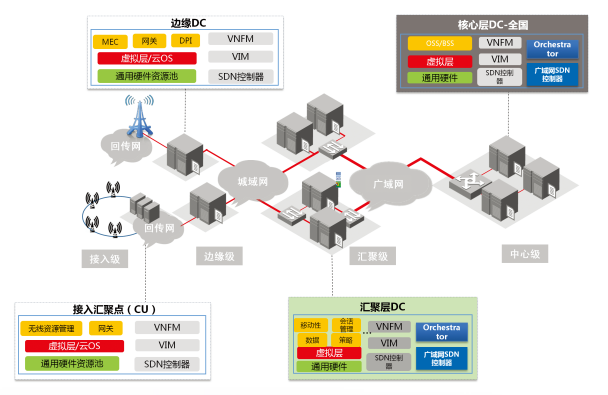 边缘DC
MEC
网关
DPI
VNFM
虚拟层/云OS
VIM
通用硬件资源池
SDN控制器
核心层DC-全国
OSS/BSS
VNFM
Orchestra
tor
虚拟层
VIM
通用硬件
SDN控制
器
广域网SDN
控制器
回传网
城域网
广域网
回传网
接入级
边缘级
汇聚级
中心级
接入汇聚点（CU）
无线资源管理
网关
VNFM
虚拟层/云OS
VIM
通用硬件资源池
SDN控制器
汇聚层DC
移动性
会话
管理
数据
策略
...
VNFM
Orchestra
tor
虚拟层
VIM
通用硬件
SDN控制
器
广域网SDN
控制器